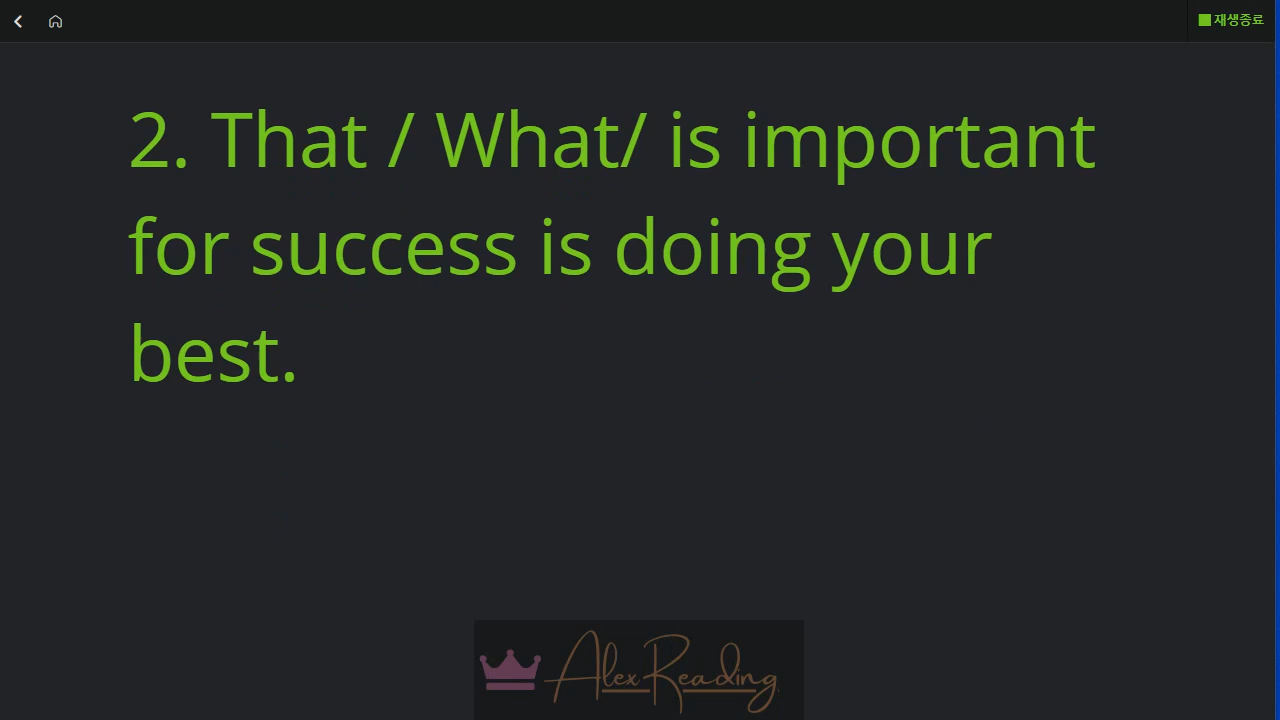 재생종료
2. That / What/ is important
for success is doing your
best.
Alex Reading